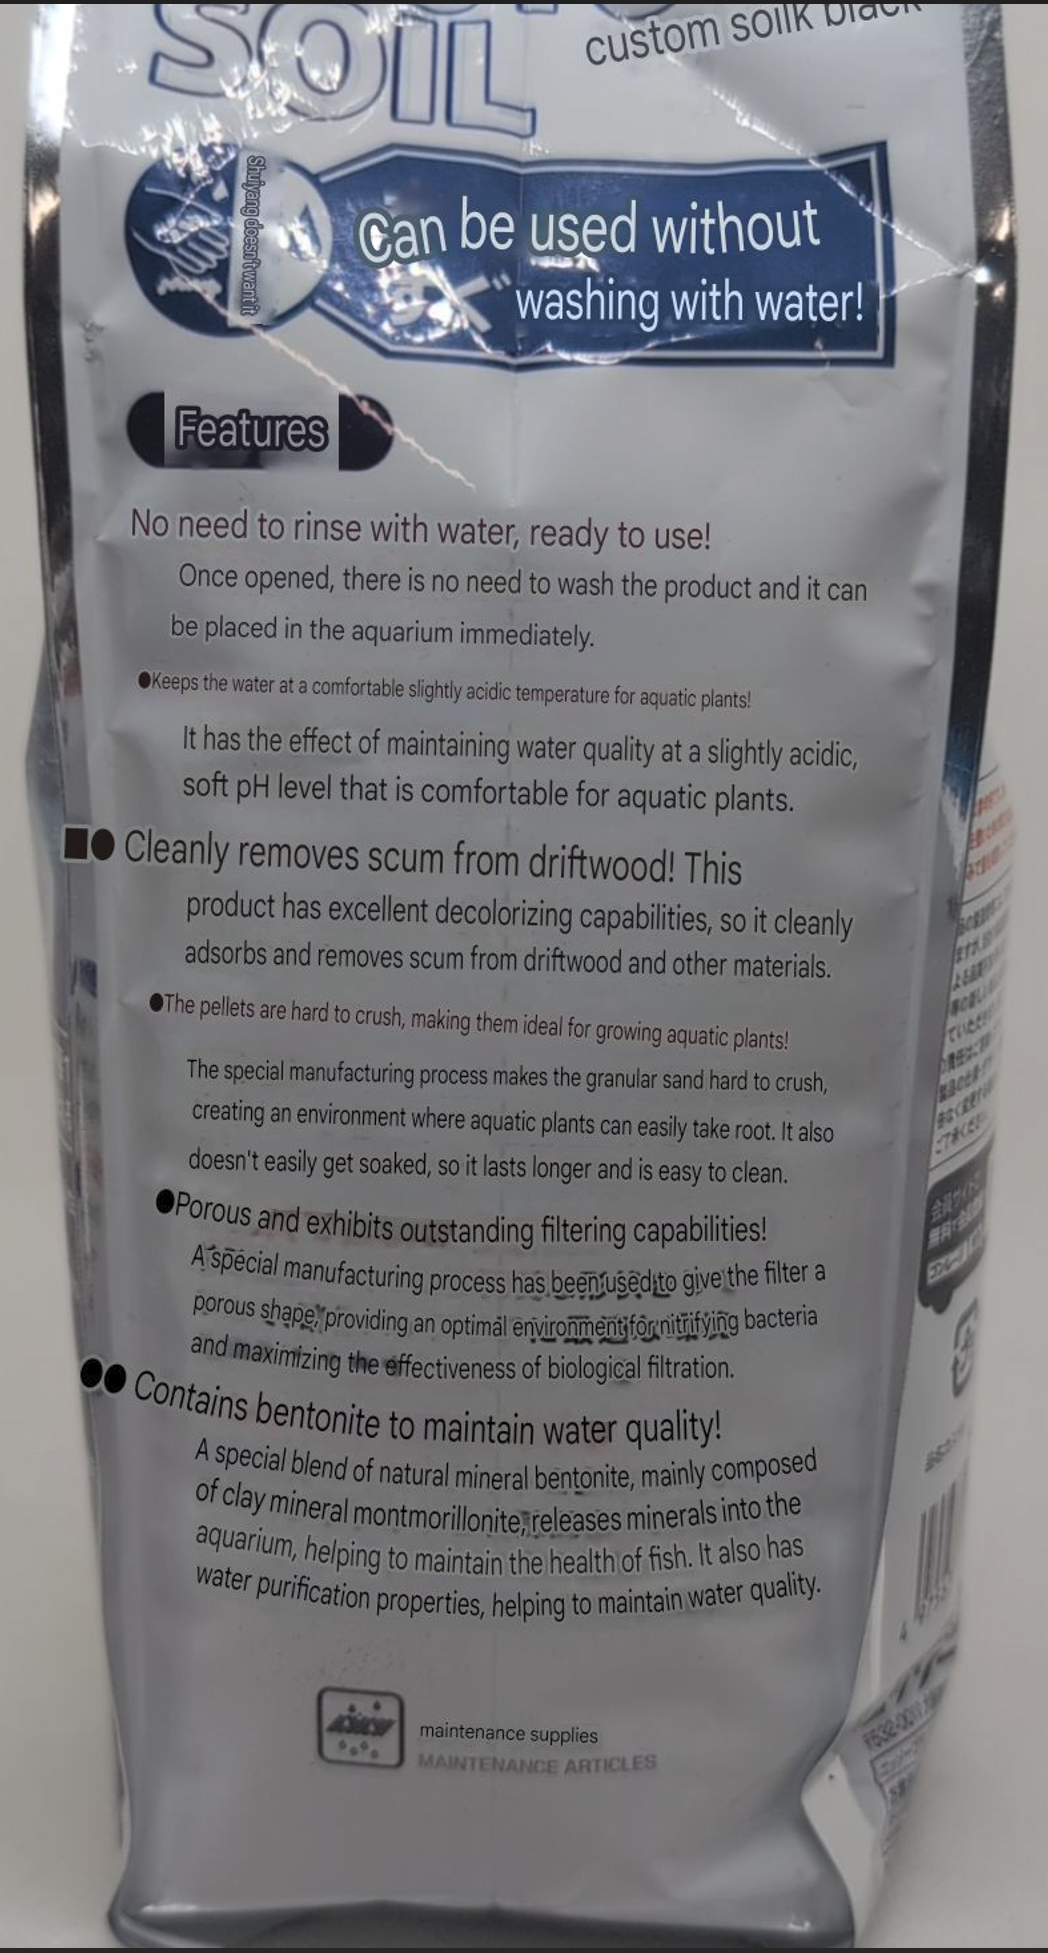 SOIL
custom soilk black
Shuiyang doesn't want it
Can be used without
washing with water!
Features
No need to rinse with water, ready to use!
Once opened, there is no need to wash the product and it can
be placed in the aquarium immediately.
●Keeps the water at a comfortable slightly acidic temperature for aquatic plants!
It has the effect of maintaining water quality at a slightly acidic,
soft pH level that is comfortable for aquatic plants.
■● Cleanly removes scum from driftwood! This
product has excellent decolorizing capabilities, so it cleanly
adsorbs and removes scum from driftwood and other materials.
●The pellets are hard to crush, making them ideal for growing aquatic plants!
The special manufacturing process makes the granular sand hard to crush,
creating an environment where aquatic plants can easily take root. It also
doesn't easily get soaked, so it lasts longer and is easy to clean.
●Porous and exhibits outstanding filtering capabilities!
A special manufacturing process has been used to give the filter a
porous shape, providing an optimal environment for nitrifying bacteria
and maximizing the effectiveness of biological filtration.
●● Contains bentonite to maintain water quality!
A special blend of natural mineral bentonite, mainly composed
of clay mineral montmorillonite, releases minerals into the
aquarium, helping to maintain the health of fish. It also has
water purification properties, helping to maintain water quality.
maintenance supplies
MAINTENANCE ARTICLES